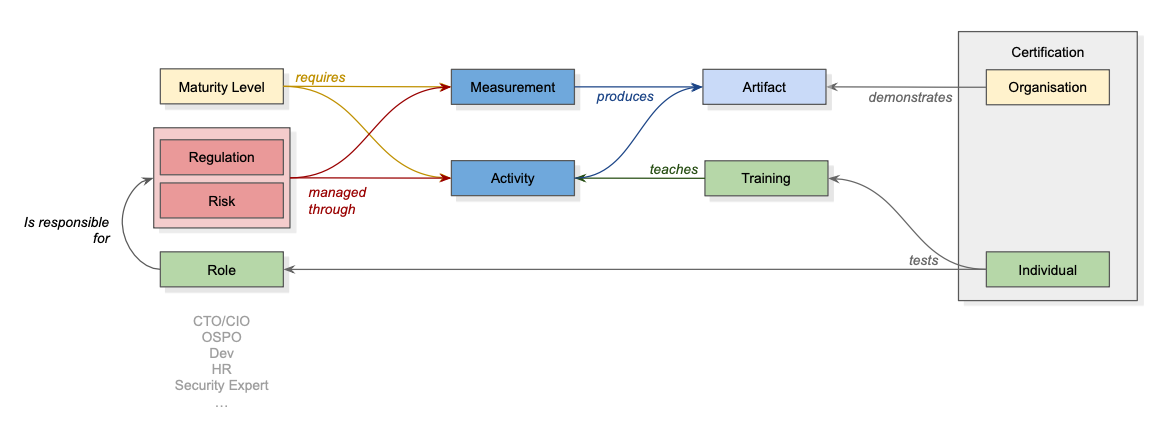 Certification
Maturity Level
requires
Measurement
produces
Artifact
demonstrates
Organisation
Regulation
Risk
managed
through
Activity
teaches
Training
Is responsible
for
Role
tests
Individual
CTO/CIO
OSPO
Dev
HR
Security Expert
...